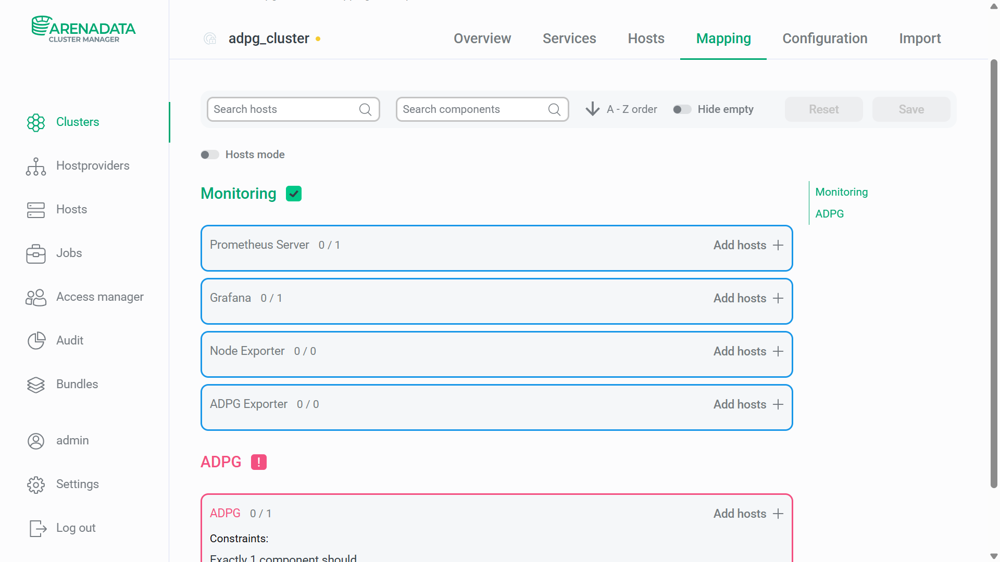 ARENADATA
CLUSTER MANAGER
adpg_cluster
Overview
Services
Hosts
Mapping
Configuration
Import
Clusters
Hostproviders
Hosts
Jobs
Access manager
Audit
Bundles
admin
Settings
Log out
Search hosts
Search components
A - Z order
Hide empty
Reset
Save
Hosts mode
Monitoring
Monitoring
ADPG
Prometheus Server 0 / 1
Add hosts
Grafana 0 / 1
Add hosts
Node Exporter 0 / 0
Add hosts
ADPG Exporter 0 / 0
Add hosts
ADPG
ADPG 0 / 1
Add hosts
Constraints:
Exactly 1 component should